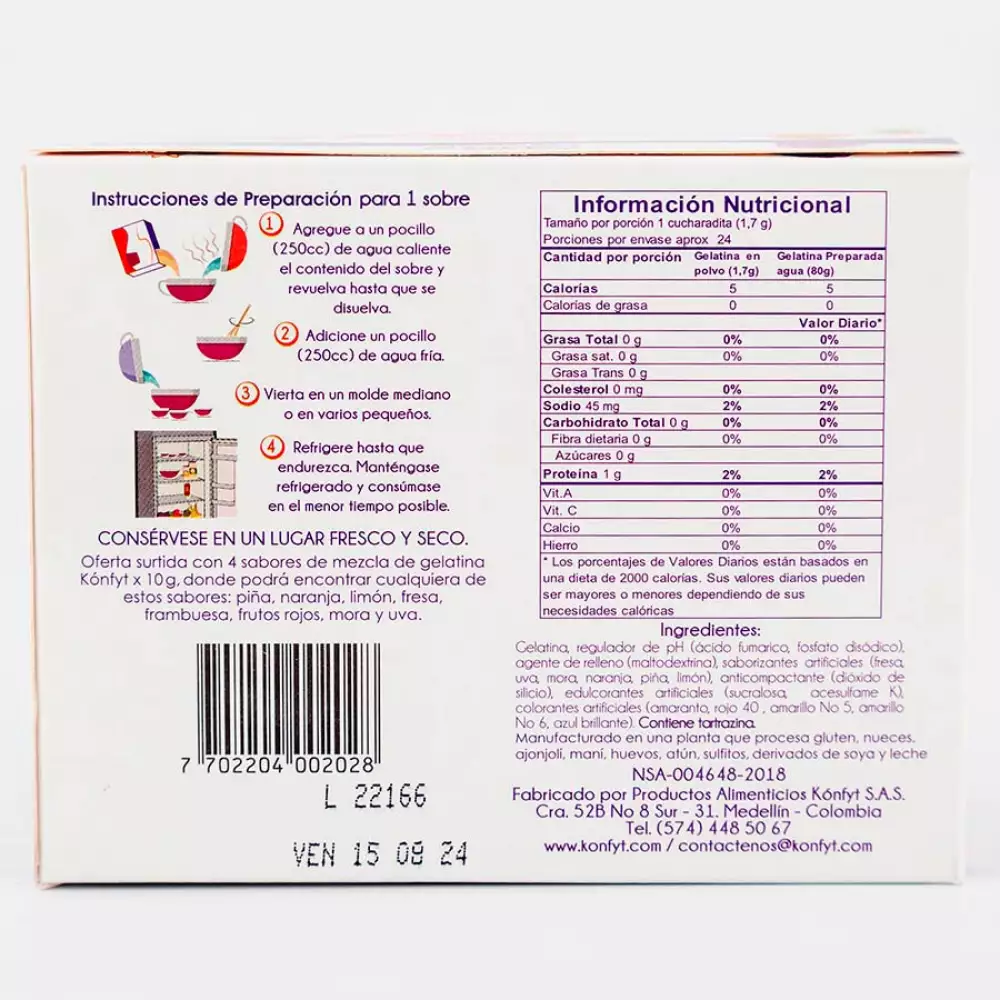 Instrucciones de Preparación para 1 sobre
1 Agregue a un pocillo
(250cc) de agua caliente
el contenido del sobre y
revuelva hasta que se
disuelva.
2 Adicione un pocillo
(250cc) de agua fría.
3 Vierta en un molde mediano
o en varios pequeños.
4 Refrigere hasta que
endurezca. Manténgase
refrigerado y consúmase
en el menor tiempo posible.
CONSÉRVESE EN UN LUGAR FRESCO Y SECO.
Oferta surtida con 4 sabores de mezcla de gelatina
Kónfyt x 10g, donde podrá encontrar cualquiera de
estos sabores: piña, naranja, limón, fresa,
frambuesa, frutos rojos, mora y uva.
7 702204 002028
L 22166
VEN 15 08 24
Información Nutricional
Tamaño por porción 1 cucharadita (1,7 g)
Porciones por envase aprox 24
Cantidad por porción Gelatina en polvo (1,7g) Gelatina Preparada agua (80g)
Calorías 5 5
Calorías de grasa 0 0
Valor Diario*
Grasa Total 0 g 0% 0%
Grasa sat. 0 g 0% 0%
Grasa Trans 0 g
Colesterol 0 mg 0% 0%
Sodio 45 mg 2% 2%
Carbohidrato Total 0 g 0% 0%
Fibra dietaria 0 g 0% 0%
Azúcares 0 g
Proteína 1 g 2% 2%
Vit.A 0% 0%
Vit. C 0% 0%
Calcio 0% 0%
Hierro 0% 0%
* Los porcentajes de Valores Diarios están basados en
una dieta de 2000 calorías. Sus valores diarios pueden
ser mayores o menores dependiendo de sus
necesidades calóricas
Ingredientes:
Gelatina, regulador de pH (ácido fumarico, fosfato disódico),
agente de relleno (maltodextrina), saborizantes artificiales (fresa,
uva, mora, naranja, piña, limón), anticompactante (dióxido de
silicio), edulcorantes artificiales (sucralosa, acesulfame K),
colorantes artificiales (amaranto, rojo 40 , amarillo No 5, amarillo
No 6, azul brillante). Contiene tartrazina.
Manufacturado en una planta que procesa gluten, nueces.
ajonjolí, maní, huevos, atún, sulfitos, derivados de soya y leche
NSA-004648-2018
Fabricado por Productos Alimenticios Kónfyt S.A.S.
Cra. 52B No 8 Sur - 31. Medellín - Colombia
Tel. (574) 448 50 67
www.konfyt.com / contactenos@konfyt.com